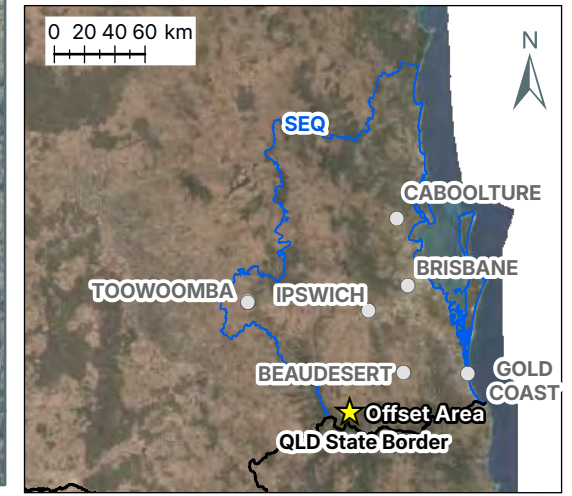 0 20 40 60 km
N
SEQ
CABOOLTURE
BRISBANE
TOOWOOMBA
IPSWICH
BEAUDESERT
GOLD
COAST
Offset Area
QLD State Border